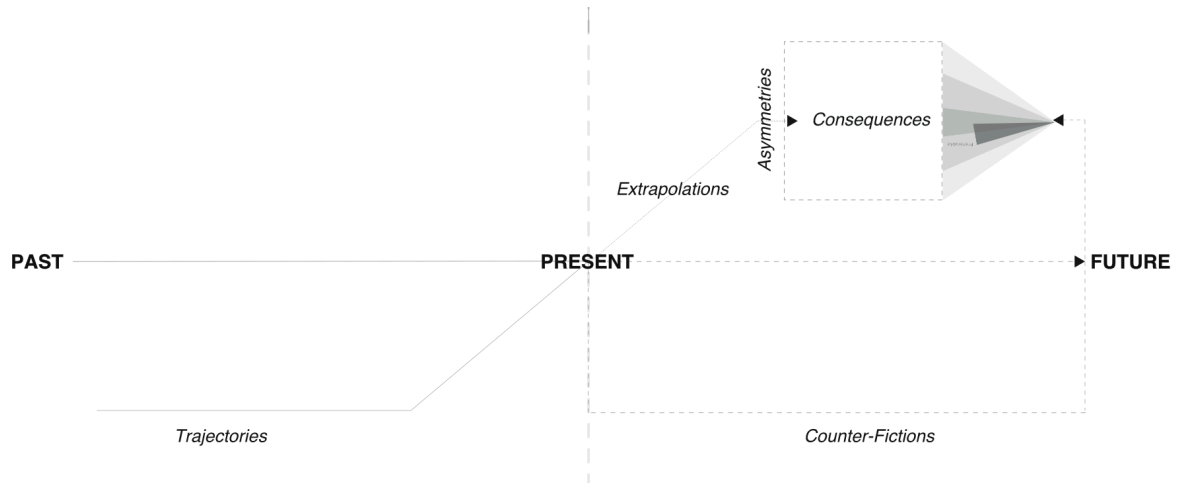 Asymmetries
Consequences
Extrapolations
PAST
PRESENT
FUTURE
Trajectories
Counter-Fictions